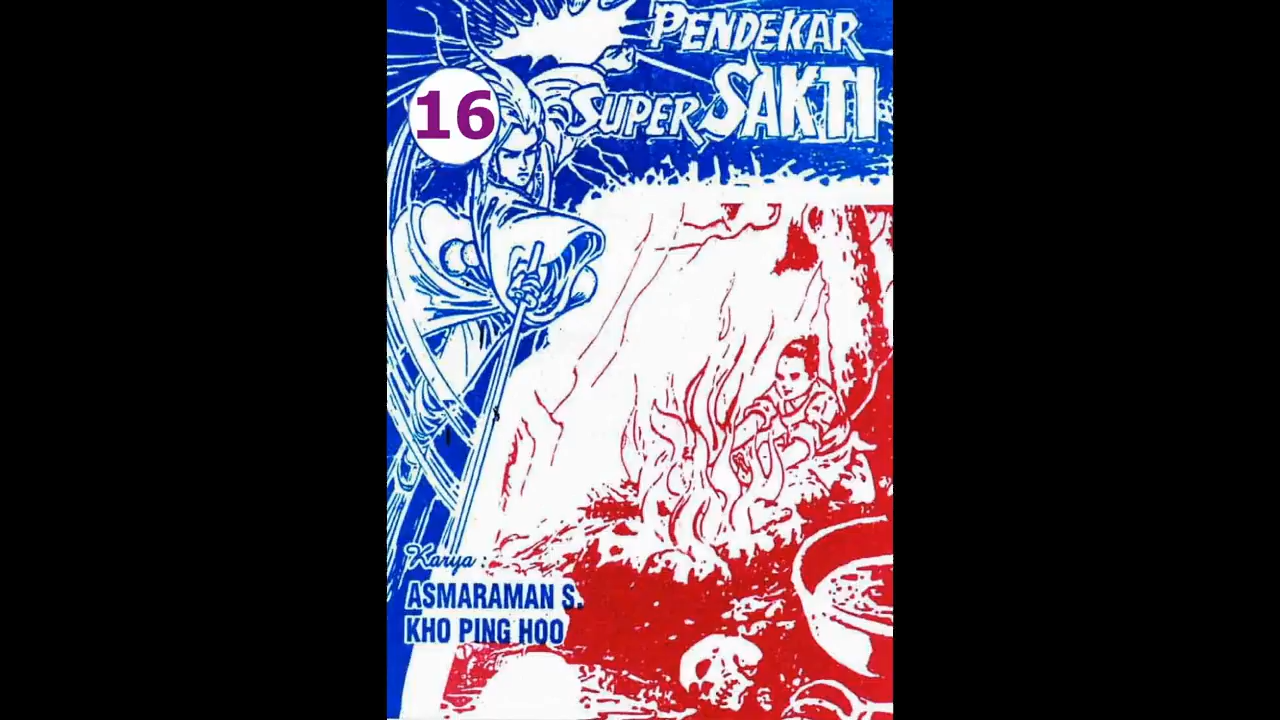 PENDEKAR
SUPER SAKTI
16
Karya :
ASMARAMAN S.
KHO PING HOO